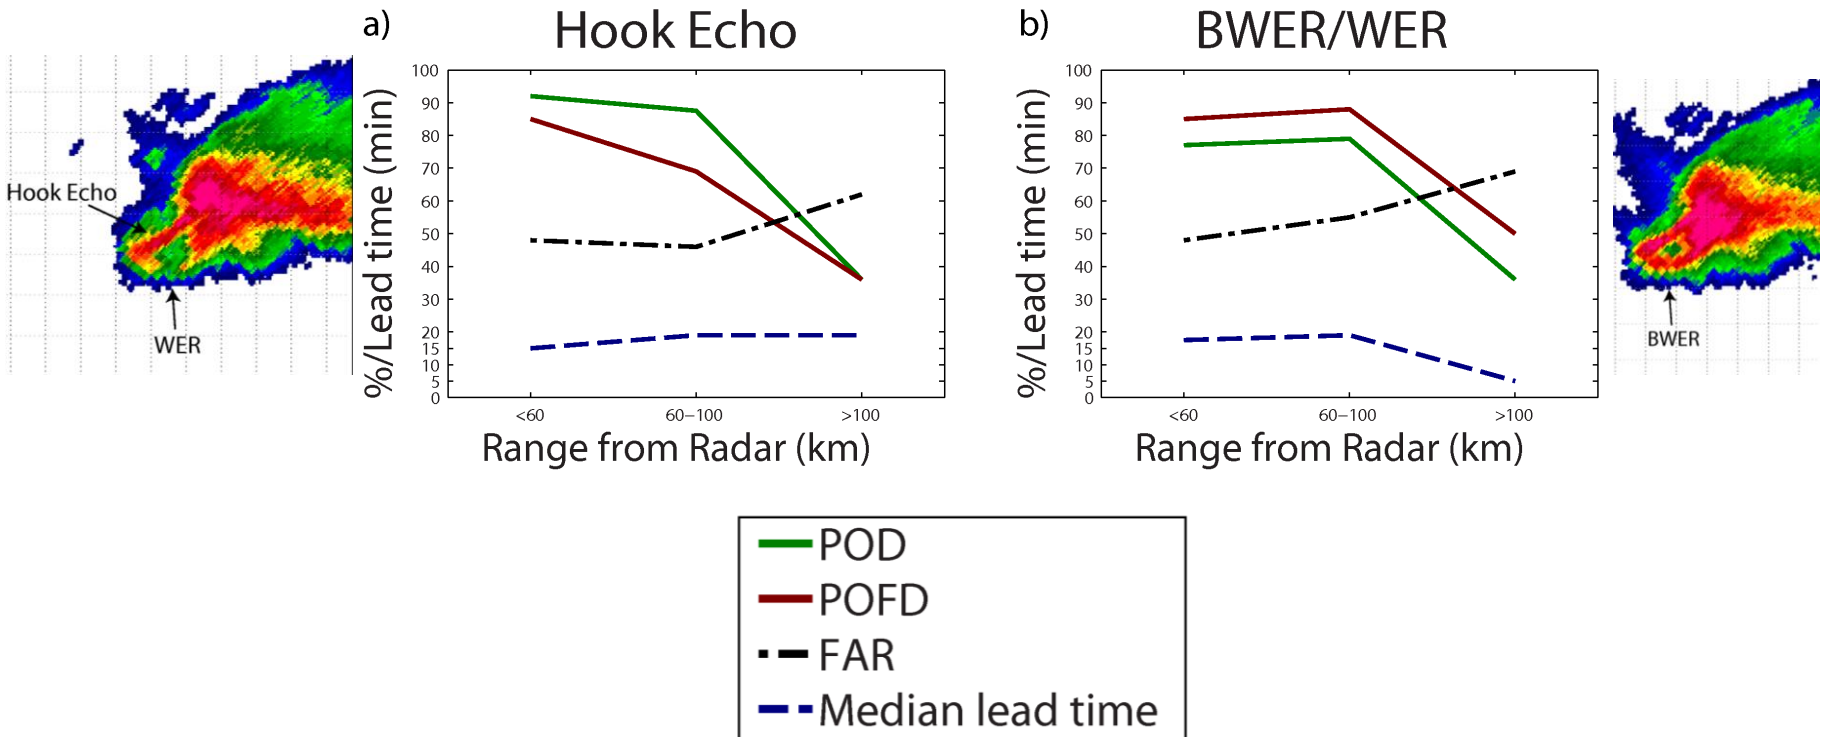 a)
Hook Echo
b)
BWER/WER
Hook Echo
WER
%/Lead time (min)
100
90
80
70
60
50
40
30
20
15
10
5
0
<60
60–100
>100
Range from Radar (km)
%/Lead time (min)
100
90
80
70
60
50
40
30
20
15
10
5
0
<60
60–100
>100
Range from Radar (km)
BWER
POD
POFD
FAR
Median lead time